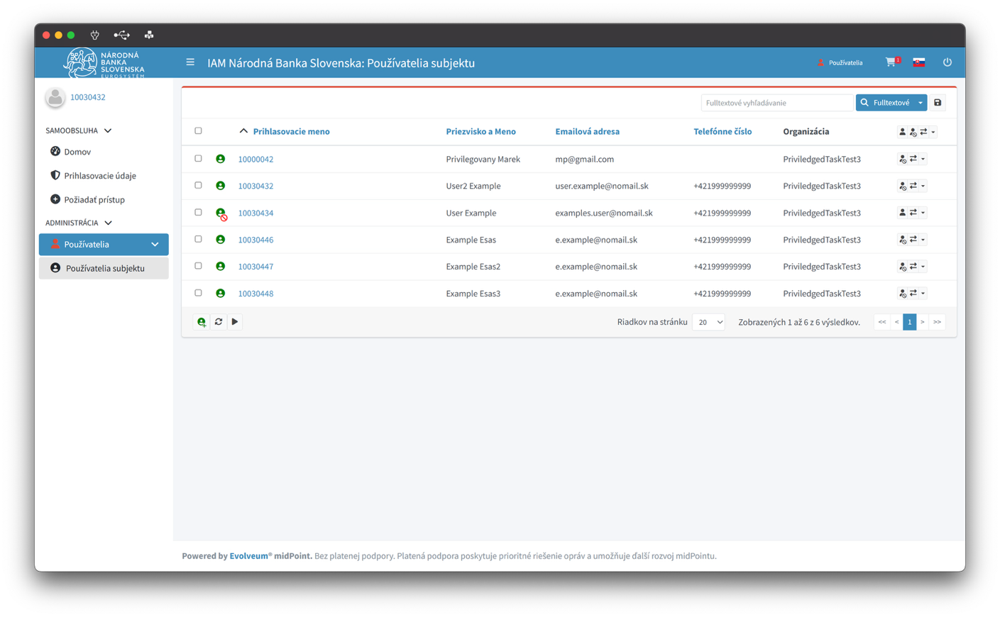 NÁRODNÁ
BANKA
SLOVENSKA
EUROSYSTÉM
IAM Národná Banka Slovenska: Používatelia subjektu
Používatelia
1
10030432
SAMOOBSLUHA
Domov
Prihlasovacie údaje
Požiadať prístup
ADMINISTRÁCIA
Používatelia
Používatelia subjektu
Fulltextové vyhľadávanie
Fulltextové
Prihlasovacie meno Priezvisko a Meno Emailová adresa Telefónne číslo Organizácia
10000042 Privilegovany Marek mp@gmail.com PriviledgedTaskTest3
10030432 User2 Example user.example@nomail.sk +421999999999 PriviledgedTaskTest3
10030434 User Example examples.user@nomail.sk +421999999999 PriviledgedTaskTest3
10030446 Example Esas e.example@nomail.sk +421999999999 PriviledgedTaskTest3
10030447 Example Esas2 e.example@nomail.sk +421999999999 PriviledgedTaskTest3
10030448 Example Esas3 e.example@nomail.sk +421999999999 PriviledgedTaskTest3
Riadkov na stránku 20 Zobrazených 1 až 6 z 6 výsledkov. << < 1 > >>
Powered by Evolveum® midPoint. Bez platenej podpory. Platená podpora poskytuje prioritné riešenie opráv a umožňuje ďalší rozvoj midPointu.